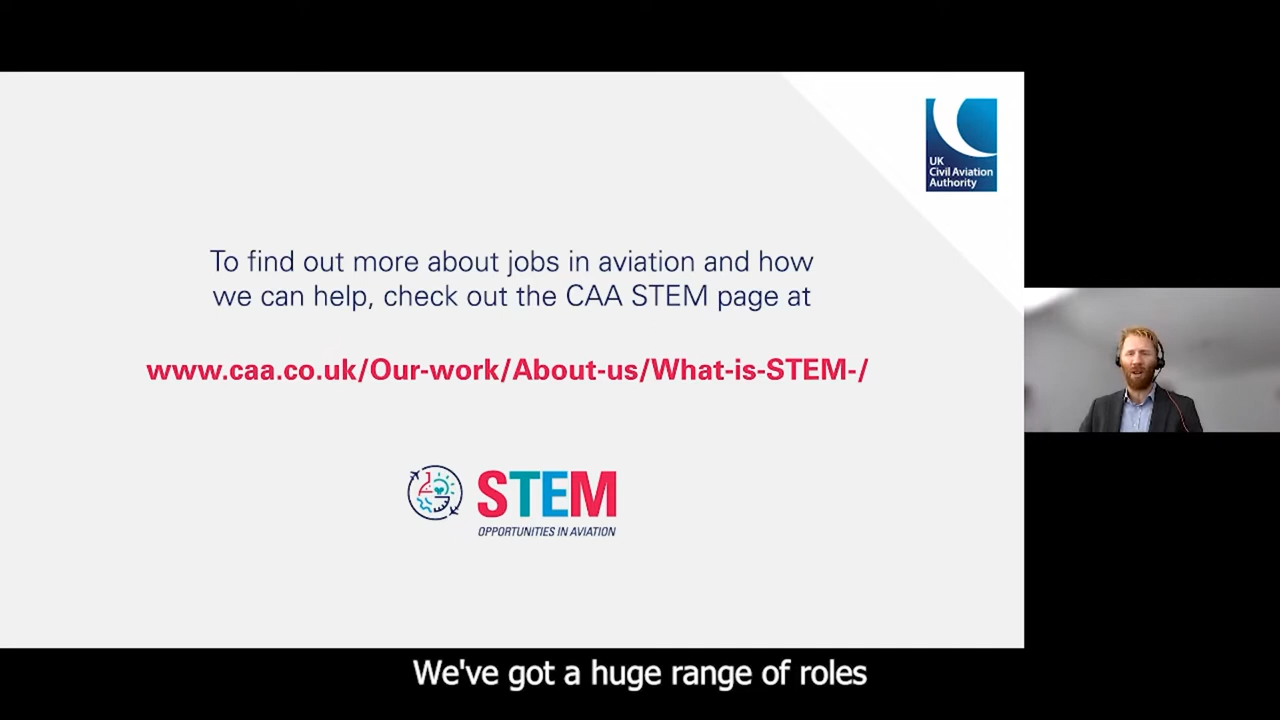 UK
Civil Aviation
Authority
To find out more about jobs in aviation and how
we can help, check out the CAA STEM page at
www.caa.co.uk/Our-work/About-us/What-is-STEM-/
STEM
OPPORTUNITIES IN AVIATION
We've got a huge range of roles